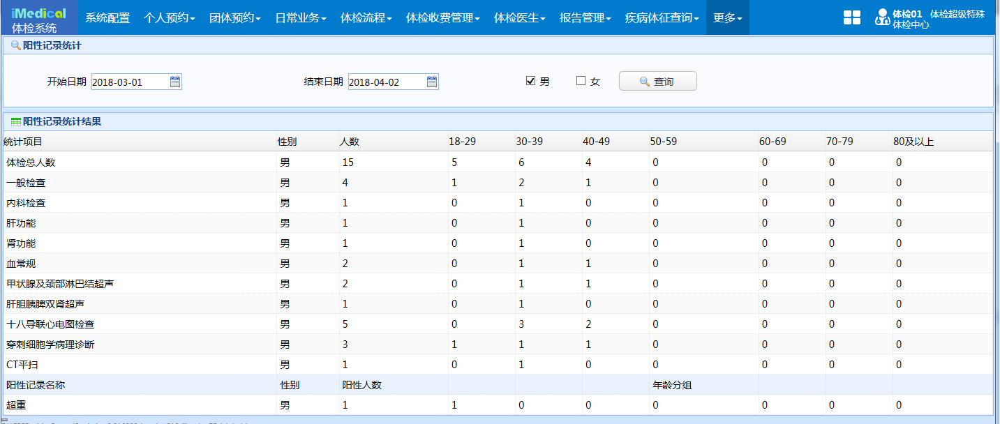 iMedical 体检系统 系统配置 个人预约 团体预约 日常业务 体检流程 体检收费管理 体检医生 报告管理 疾病体征查询 更多 体检01 体检超级特殊 体检中心
阳性记录统计
开始日期 2018-03-01 结束日期 2018-04-02 男 女 查询
阳性记录统计结果
统计项目 性别 人数 18-29 30-39 40-49 50-59 60-69 70-79 80及以上
体检总人数 男 15 5 6 4 0 0 0 0
一般检查 男 4 1 2 1 0 0 0 0
内科检查 男 1 0 1 0 0 0 0 0
肝功能 男 1 0 1 0 0 0 0 0
肾功能 男 1 0 1 0 0 0 0 0
血常规 男 2 0 1 1 0 0 0 0
甲状腺及颈部淋巴结超声 男 2 0 1 1 0 0 0 0
肝胆胰脾双肾超声 男 1 0 1 0 0 0 0 0
十八导联心电图检查 男 5 0 3 2 0 0 0 0
穿刺细胞学病理诊断 男 3 1 1 1 0 0 0 0
CT平扫 男 1 0 1 0 0 0 0 0
阳性记录名称 性别 阳性人数 年龄分组
超重 男 1 1 0 0 0 0 0 0